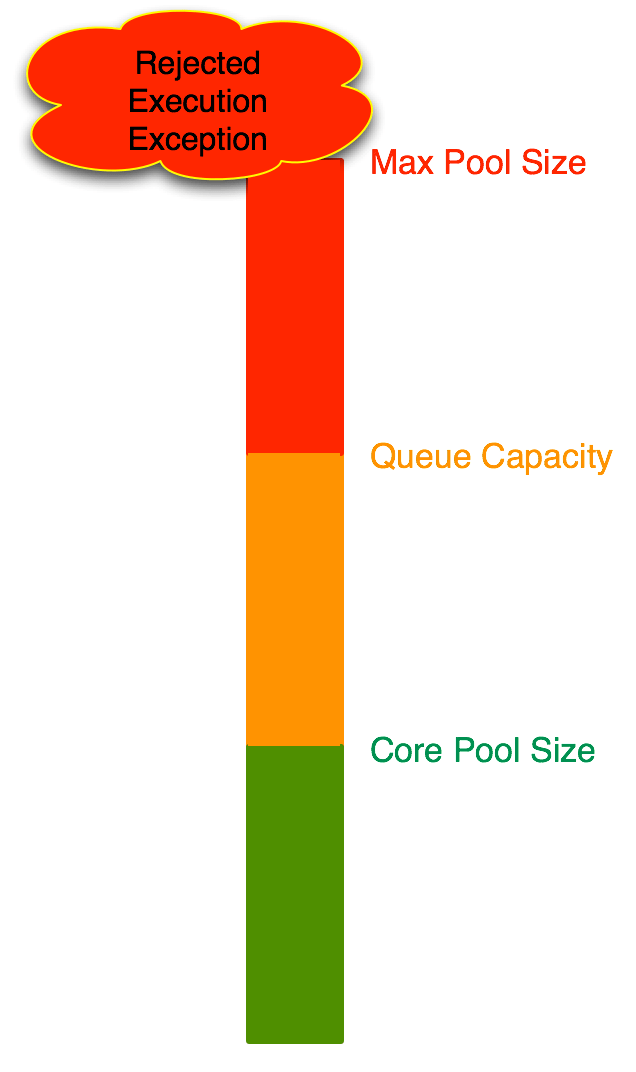 Rejected
Execution
Exception
Max Pool Size
Queue Capacity
Core Pool Size